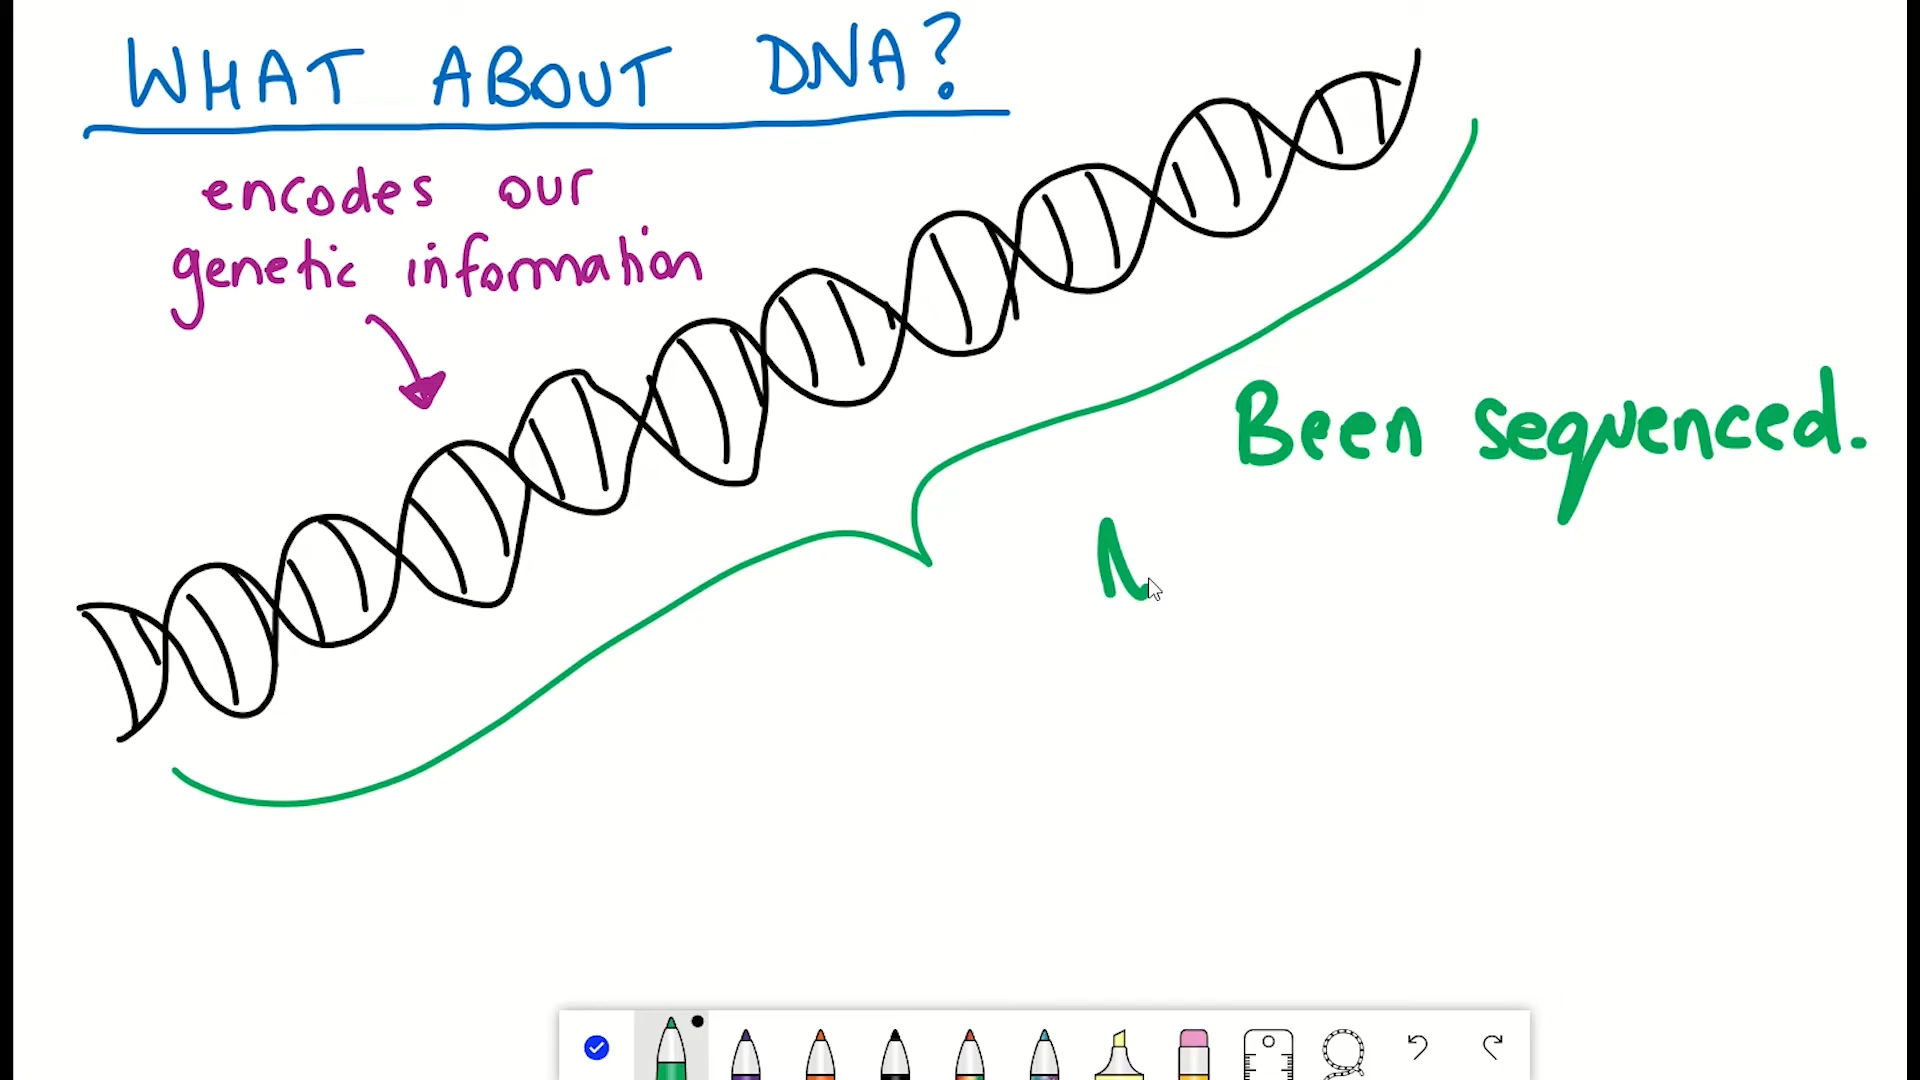 WHAT ABOUT DNA?
encodes our
genetic information
Been sequenced.